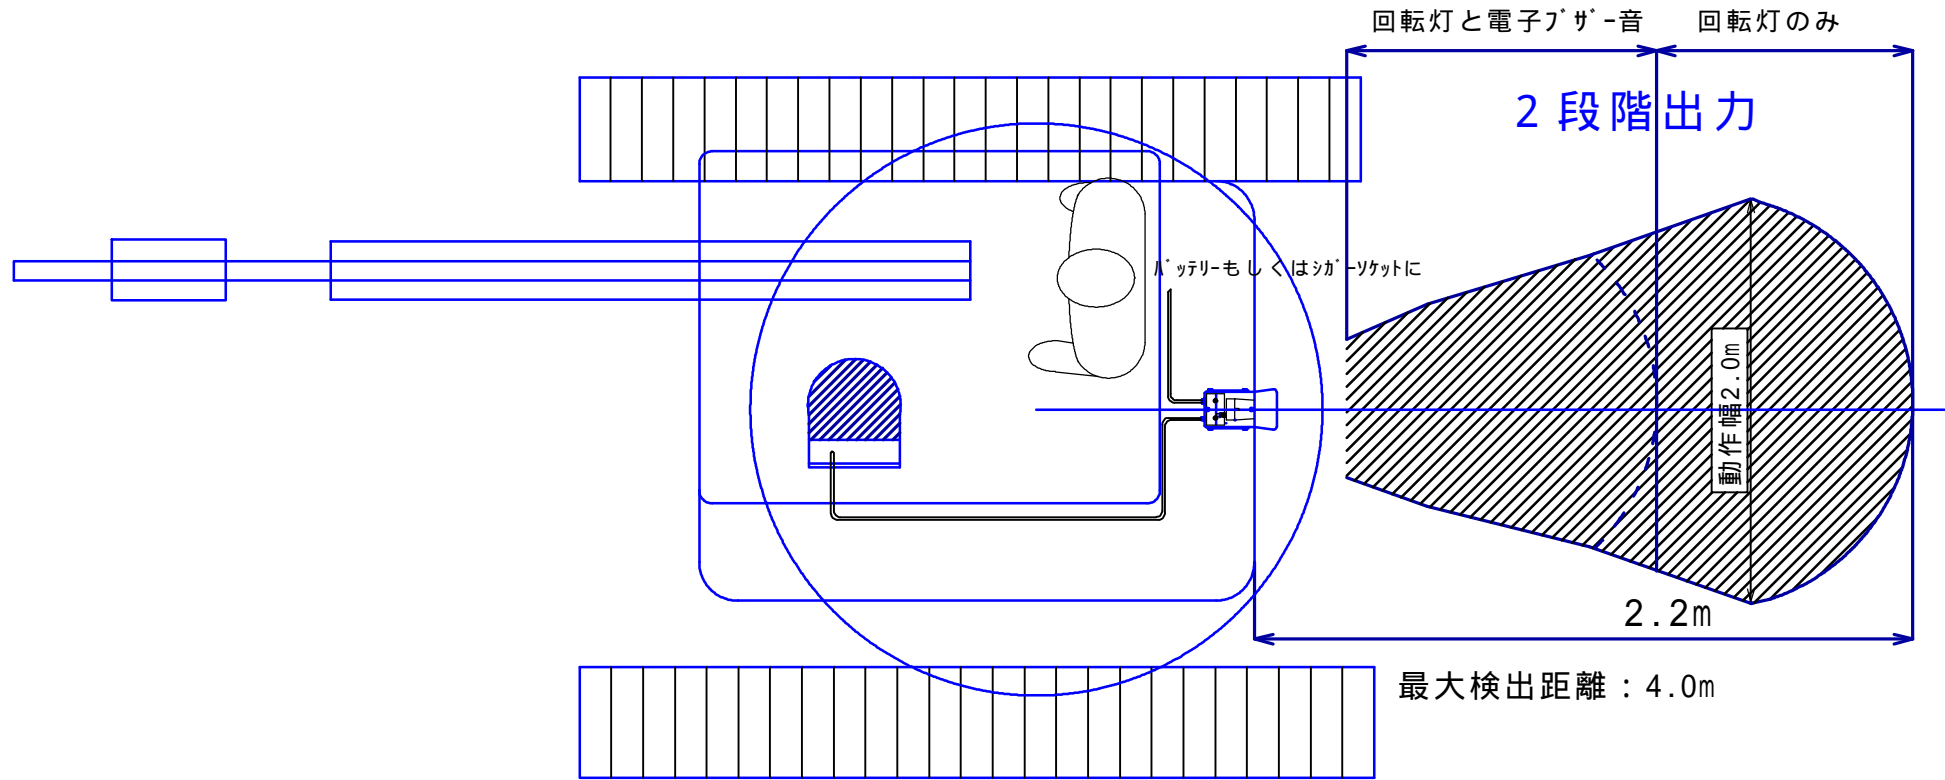 回転灯と電子ﾌﾞｻﾞｰ音
回転灯のみ
2段階出力
ﾊﾞｯﾃﾘｰもしくはｼｶﾞｰｿｹｯﾄに
動作幅2.0m
2.2m
最大検出距離：4.0m